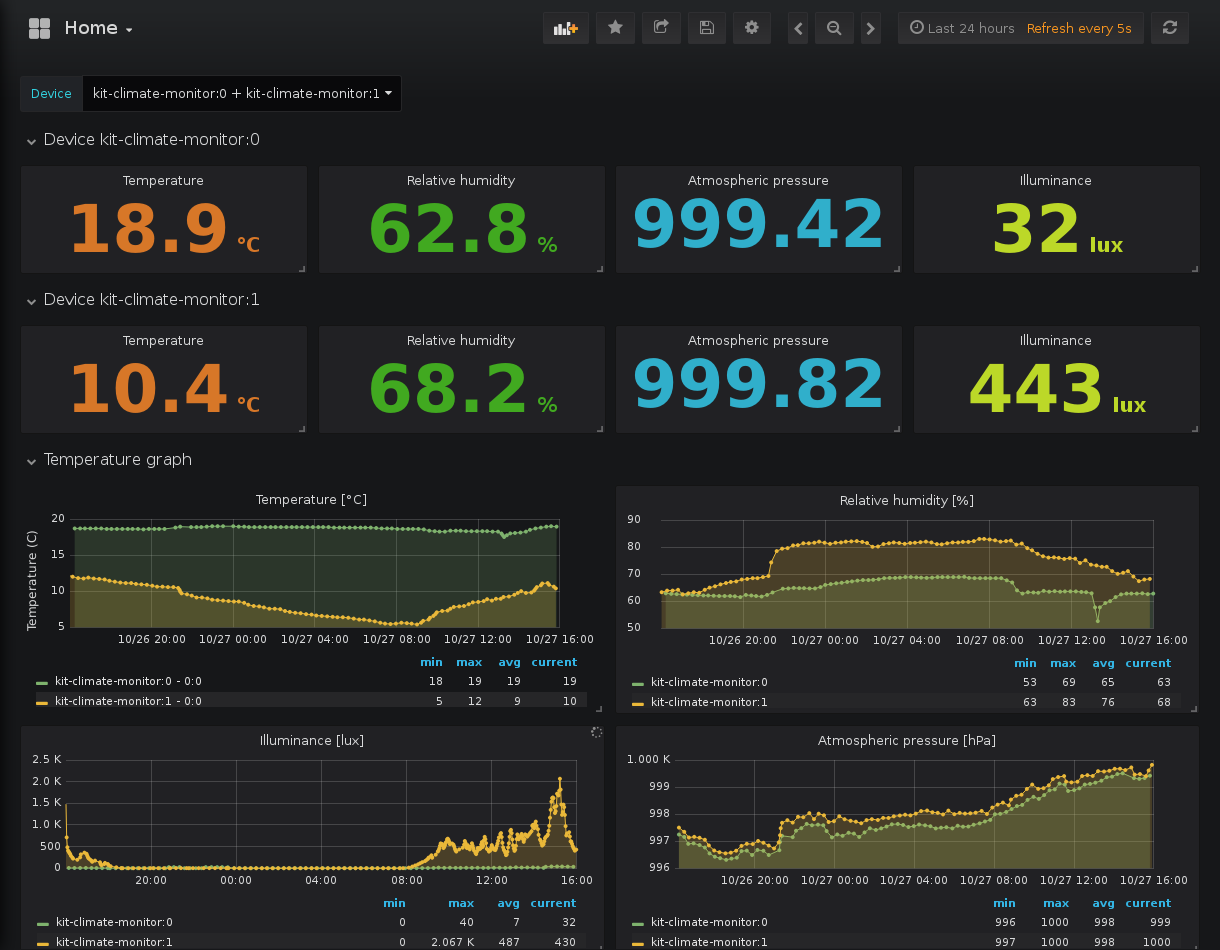 Home
Last 24 hours Refresh every 5s
Device kit-climate-monitor:0 + kit-climate-monitor:1
Device kit-climate-monitor:0
Temperature Relative humidity Atmospheric pressure Illuminance
18.9 °C 62.8 % 999.42 32 lux
Device kit-climate-monitor:1
Temperature Relative humidity Atmospheric pressure Illuminance
10.4 °C 68.2 % 999.82 443 lux
Temperature graph
Temperature [°C]
Temperature (C)
20
15
10
5
10/26 20:00 10/27 00:00 10/27 04:00 10/27 08:00 10/27 12:00 10/27 16:00
min max avg current
kit-climate-monitor:0 - 0:0 18 19 19 19
kit-climate-monitor:1 - 0:0 5 12 9 10
Relative humidity [%]
90
80
70
60
50
10/26 20:00 10/27 00:00 10/27 04:00 10/27 08:00 10/27 12:00 10/27 16:00
min max avg current
kit-climate-monitor:0 53 69 65 63
kit-climate-monitor:1 63 83 76 68
Illuminance [lux]
2.5 K
2.0 K
1.5 K
1.0 K
500
0
20:00 00:00 04:00 08:00 12:00 16:00
min max avg current
kit-climate-monitor:0 0 40 7 32
kit-climate-monitor:1 0 2.067 K 487 430
Atmospheric pressure [hPa]
1.000 K
999
998
997
996
10/26 20:00 10/27 00:00 10/27 04:00 10/27 08:00 10/27 12:00 10/27 16:00
min max avg current
kit-climate-monitor:0 996 1000 998 999
kit-climate-monitor:1 997 1000 998 1000